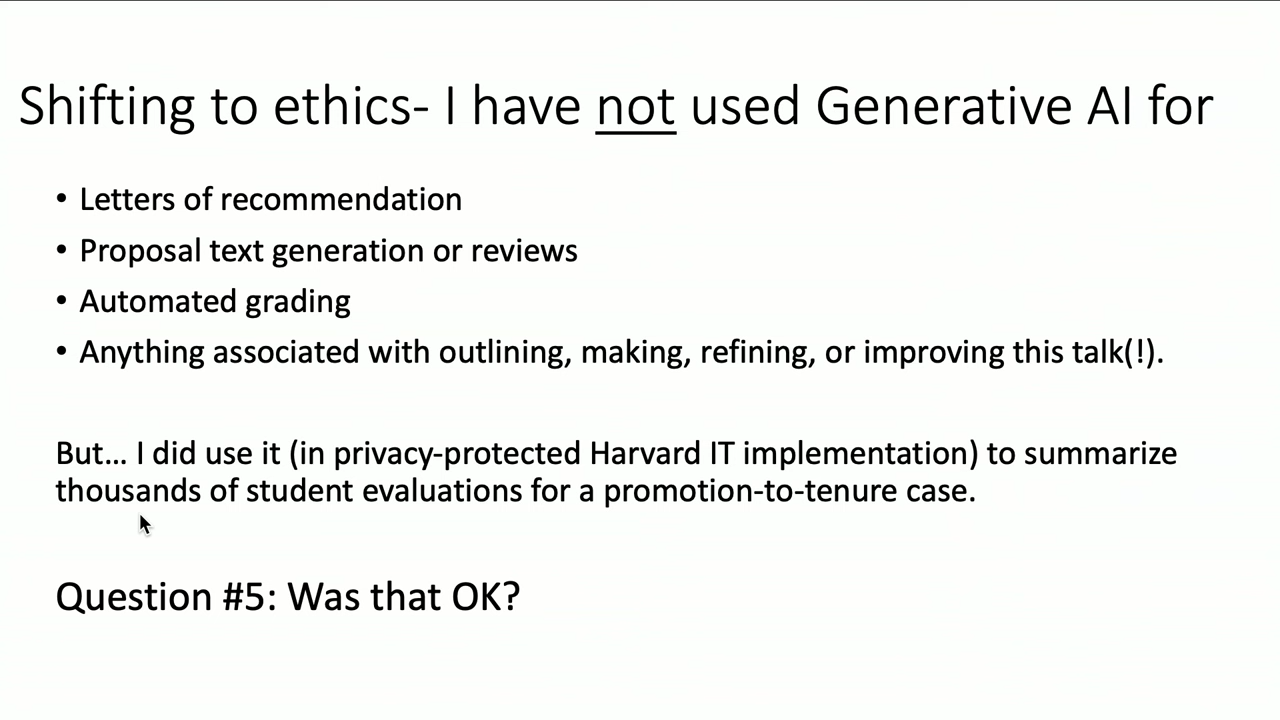 Shifting to ethics- I have not used Generative AI for
• Letters of recommendation
• Proposal text generation or reviews
• Automated grading
• Anything associated with outlining, making, refining, or improving this talk(!).
But... I did use it (in privacy-protected Harvard IT implementation) to summarize
thousands of student evaluations for a promotion-to-tenure case.
Question #5: Was that OK?